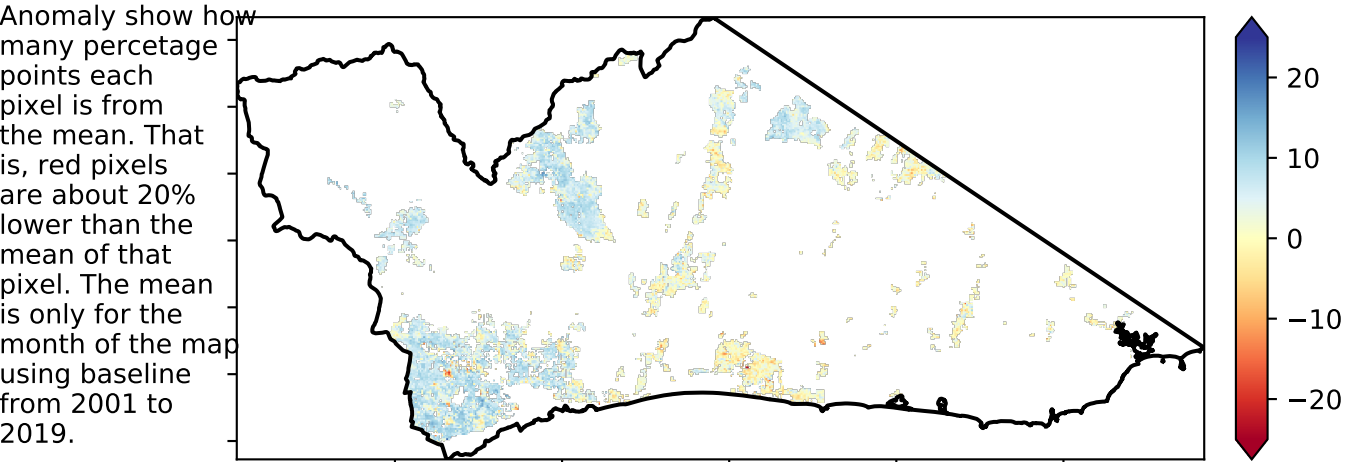 Anomaly show how
many percetage
points each
pixel is from
the mean. That
is, red pixels
are about 20%
lower than the
mean of that
pixel. The mean
is only for the
month of the map
using baseline
from 2001 to
2019.
20
10
0
−10
−20